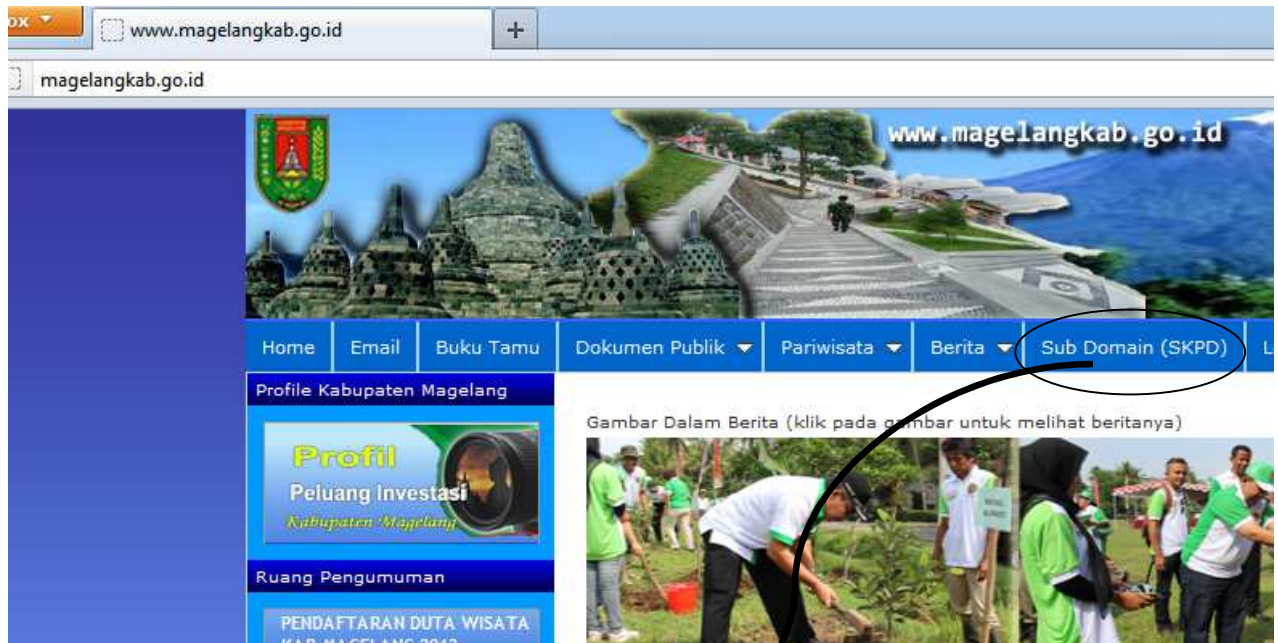 www.magelangkab.go.id
magelangkab.go.id
www.magelangkab.go.id
Home Email Buku Tamu Dokumen Publik Pariwisata Berita Sub Domain (SKPD)
Profile Kabupaten Magelang
Gambar Dalam Berita (klik pada gambar untuk melihat beritanya)
Profil
Peluang Investasi
Kabupaten Magelang
Ruang Pengumuman
PENDAFTARAN DUTA WISATA